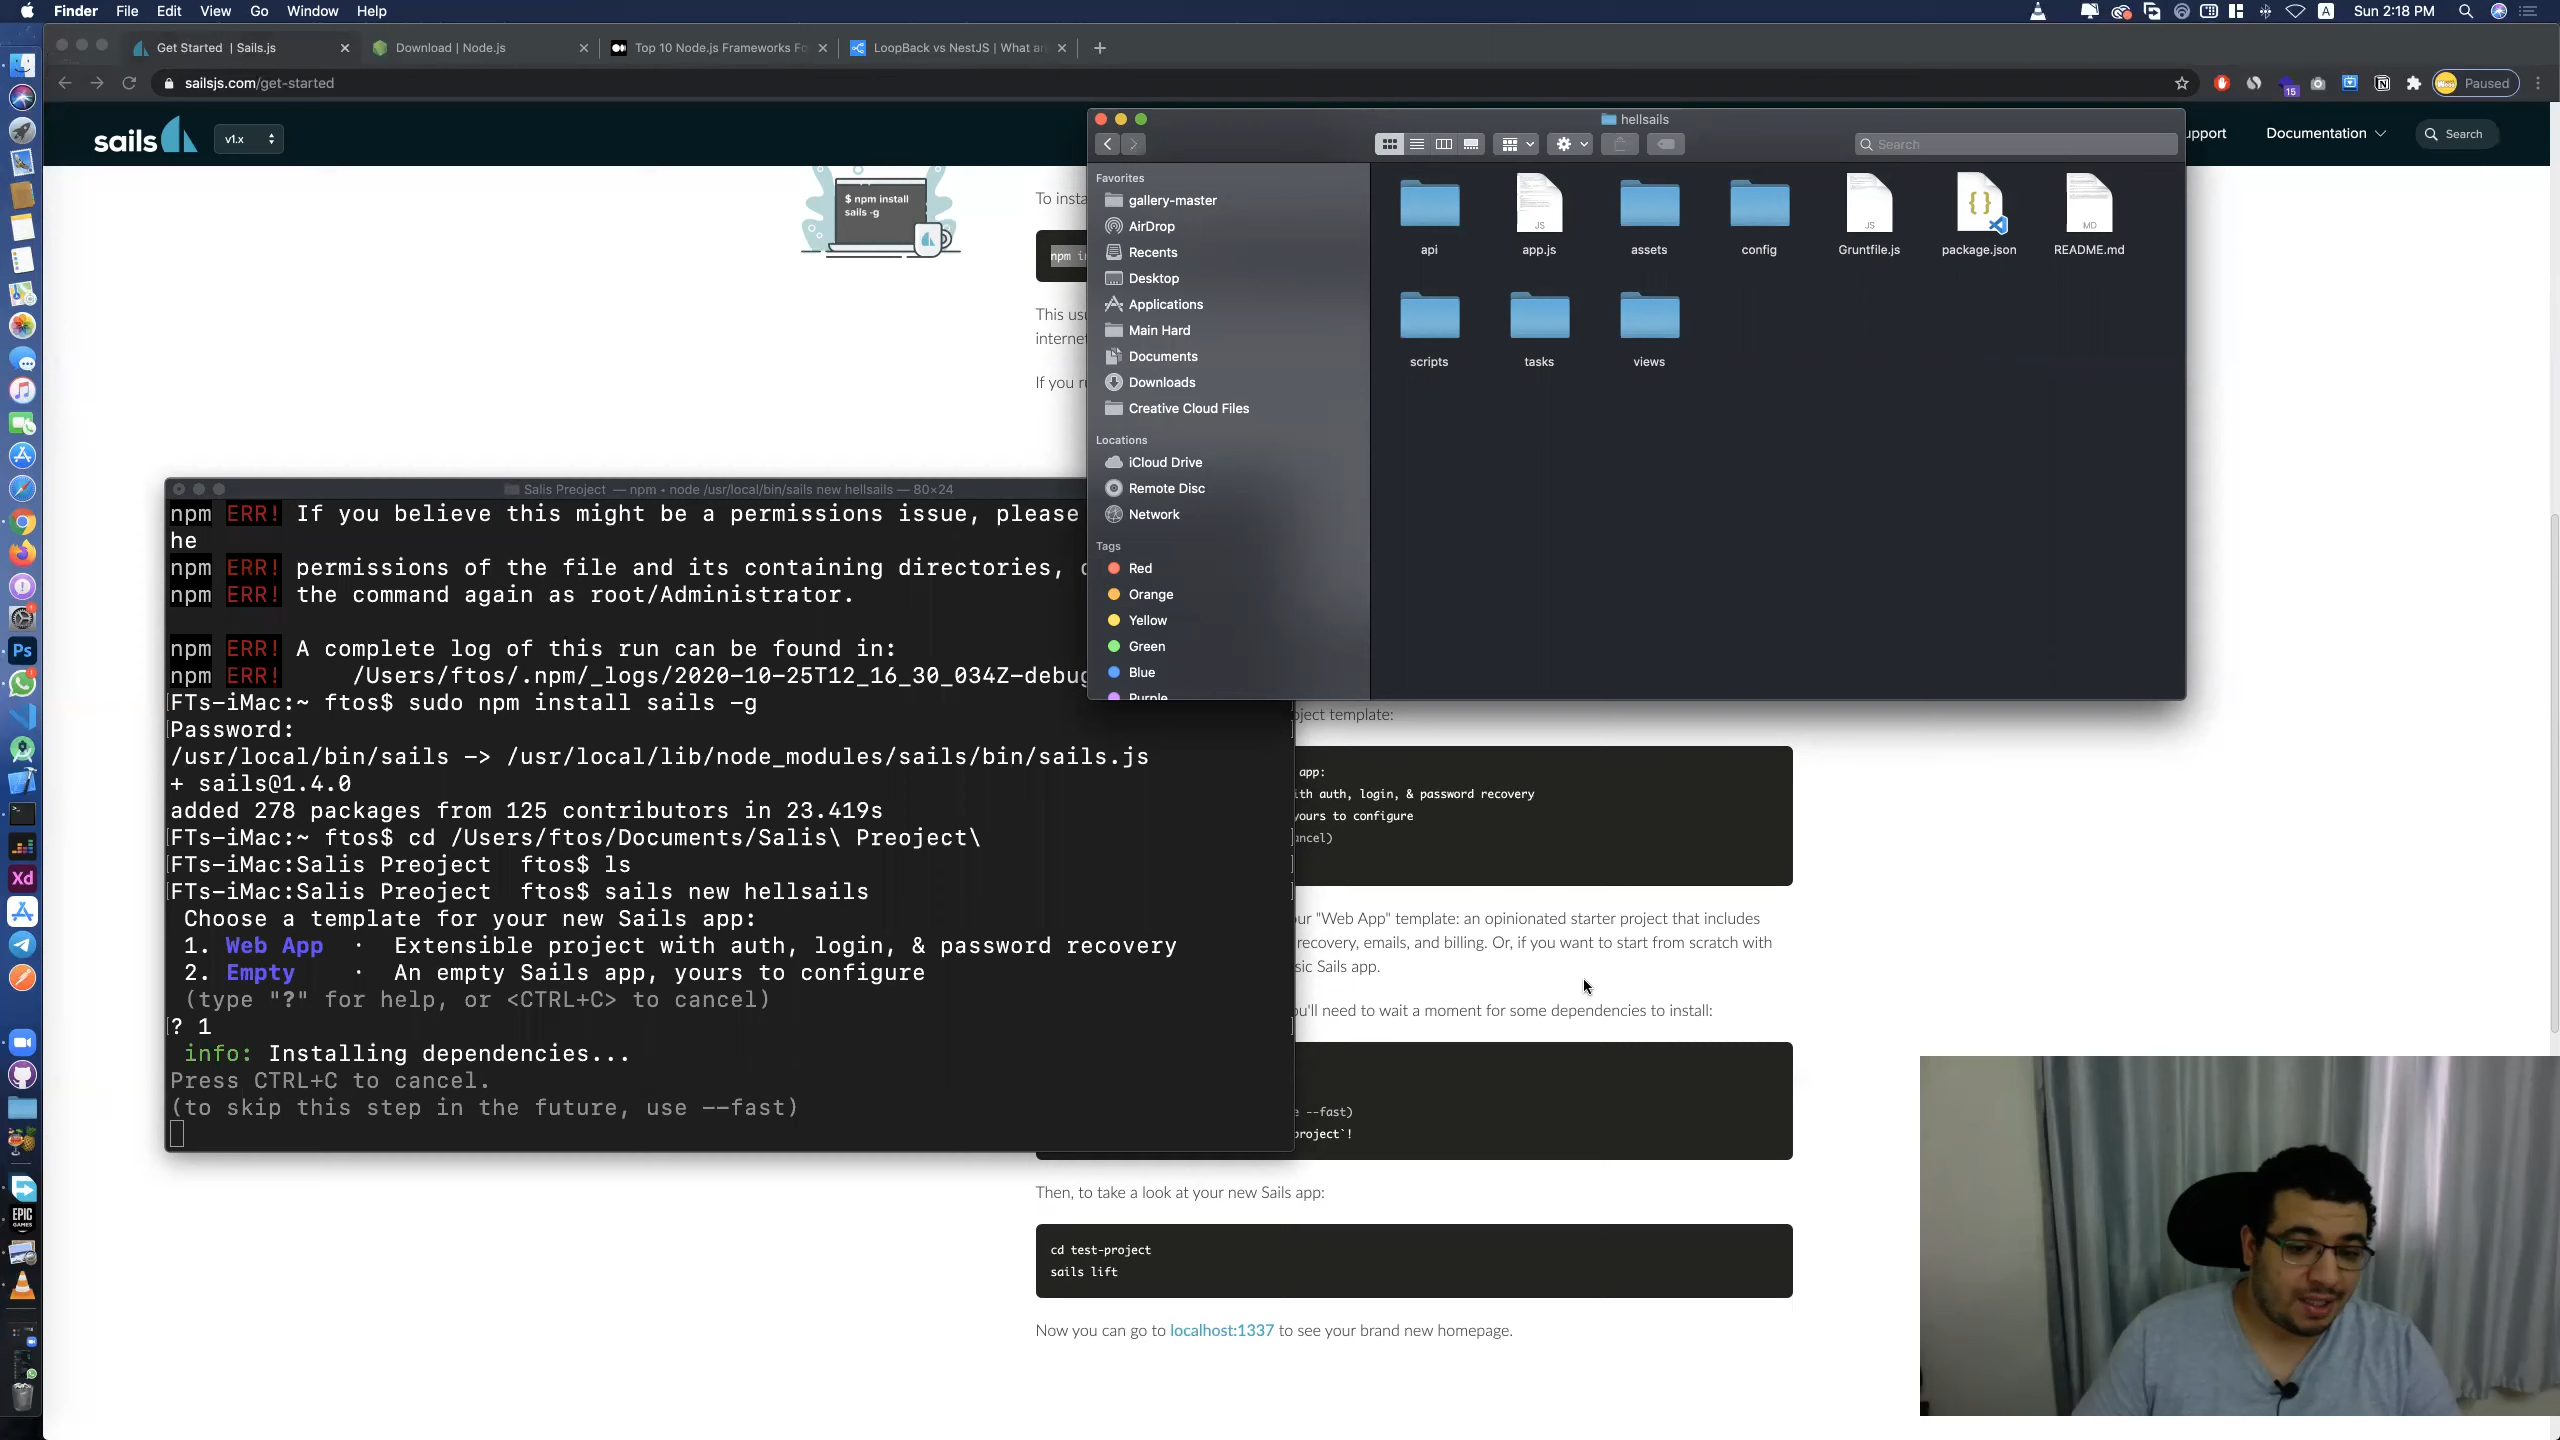 Finder File Edit View Go Window Help
A Sun 2:18 PM
Get Started | Sails.js
Download | Node.js
Top 10 Node.js Frameworks Fo
LoopBack vs NestJS | What ar
sailsjs.com/get-started
15
Paused
sails
v1.x
upport
Documentation
Search
$ npm install
sails -g
To insta
npm in
This usu
internet
If you ru
hellsails
Search
Favorites
gallery-master
AirDrop
Recents
Desktop
Applications
Main Hard
Documents
Downloads
Creative Cloud Files
Locations
iCloud Drive
Remote Disc
Network
Tags
Red
Orange
Yellow
Green
Blue
Purple
JS
JS
{}
MD
api
app.js
assets
config
Gruntfile.js
package.json
README.md
scripts
tasks
views
Salis Preoject — npm • node /usr/local/bin/sails new hellsails — 80×24
npm ERR! If you believe this might be a permissions issue, please
he
npm ERR! permissions of the file and its containing directories,
npm ERR! the command again as root/Administrator.
npm ERR! A complete log of this run can be found in:
npm ERR!     /Users/ftos/.npm/_logs/2020-10-25T12_16_30_034Z-debug
FTs-iMac:~ ftos$ sudo npm install sails -g
Password:
/usr/local/bin/sails -> /usr/local/lib/node_modules/sails/bin/sails.js
+ sails@1.4.0
added 278 packages from 125 contributors in 23.419s
FTs-iMac:~ ftos$ cd /Users/ftos/Documents/Salis\ Preoject\
FTs-iMac:Salis Preoject  ftos$ ls
FTs-iMac:Salis Preoject  ftos$ sails new hellsails
Choose a template for your new Sails app:
1. Web App  ·  Extensible project with auth, login, & password recovery
2. Empty    ·  An empty Sails app, yours to configure
(type "?" for help, or <CTRL+C> to cancel)
? 1
info: Installing dependencies...
Press CTRL+C to cancel.
(to skip this step in the future, use --fast)
ject template:
app:
ith auth, login, & password recovery
yours to configure
ancel)
ur "Web App" template: an opinionated starter project that includes
recovery, emails, and billing. Or, if you want to start from scratch with
sic Sails app.
u'll need to wait a moment for some dependencies to install:
e --fast)
project`!
Then, to take a look at your new Sails app:
cd test-project
sails lift
Now you can go to localhost:1337 to see your brand new homepage.
Ps
Xd
EPIC
GAMES